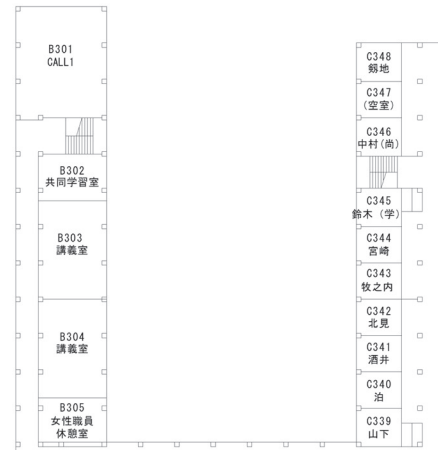 B301
CALL1
B302
共同学習室
B303
講義室
B304
講義室
B305
女性職員
休憩室
C348
剱地
C347
(空室)
C346
中村(尚)
C345
鈴木(学)
C344
宮崎
C343
牧之内
C342
北見
C341
酒井
C340
泊
C339
山下